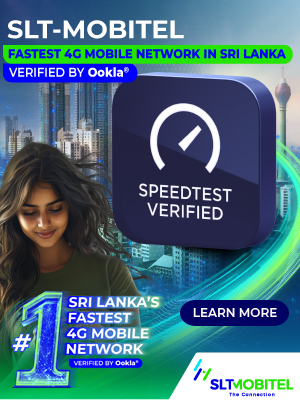 SLT-MOBITEL
FASTEST 4G MOBILE NETWORK IN SRI LANKA
VERIFIED BY Ookla®
SPEEDTEST
VERIFIED
#1
SRI LANKA'S
FASTEST
4G MOBILE
NETWORK
VERIFIED BY Ookla®
LEARN MORE
SLTMOBITEL
The Connection